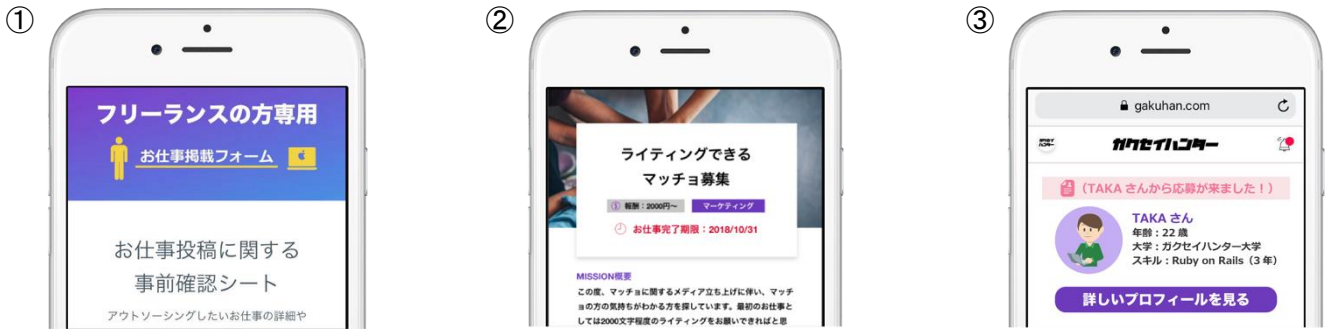 ①
フリーランスの方専用
お仕事掲載フォーム
お仕事投稿に関する
事前確認シート
アウトソーシングしたいお仕事の詳細や
②
ライティングできる
マッチョ募集
報酬：2000円〜 マーケティング
お仕事完了期限：2018/10/31
MISSION概要
この度、マッチョに関するメディア立ち上げに伴い、マッチ
ョの方の気持ちがわかる方を探しています。最初のお仕事と
しては2000文字程度のライティングをお願いできればと思
③
gakuhan.com
ガクセイハンター
（TAKA さんから応募が来ました！）
TAKA さん
年齢：22 歳
大学：ガクセイハンター大学
スキル：Ruby on Rails（3 年）
詳しいプロフィールを見る